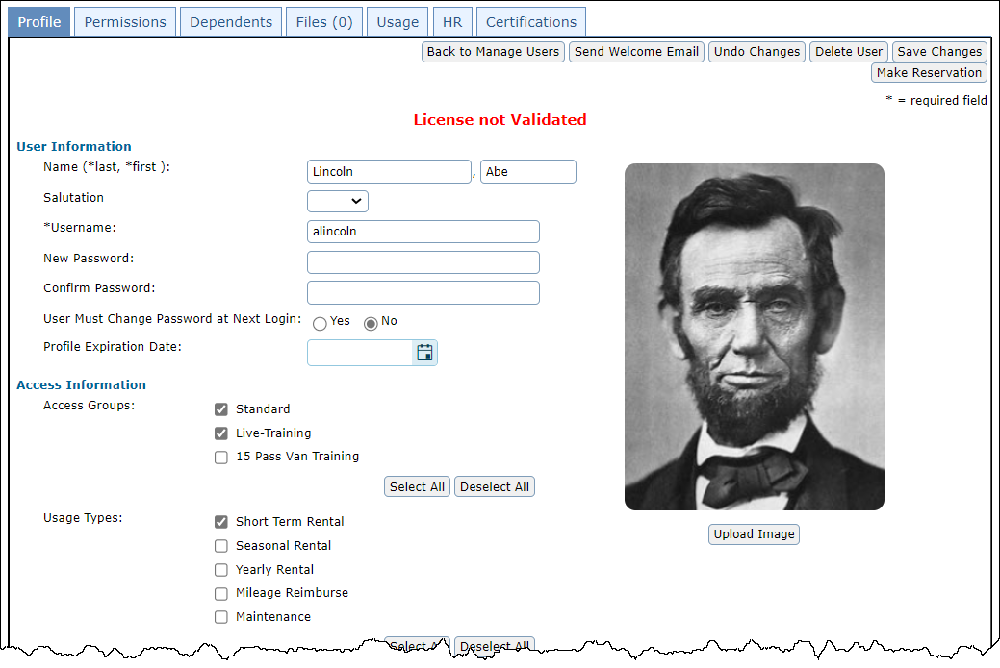 Profile Permissions Dependents Files (0) Usage HR Certifications
Back to Manage Users Send Welcome Email Undo Changes Delete User Save Changes
Make Reservation
* = required field
License not Validated
User Information
Name (*last, *first ): Lincoln , Abe
Salutation
*Username: alincoln
New Password:
Confirm Password:
User Must Change Password at Next Login: Yes No
Profile Expiration Date:
Access Information
Access Groups: Standard
Live-Training
15 Pass Van Training
Select All Deselect All
Usage Types: Short Term Rental
Upload Image
Seasonal Rental
Yearly Rental
Mileage Reimburse
Maintenance
Select All Deselect All